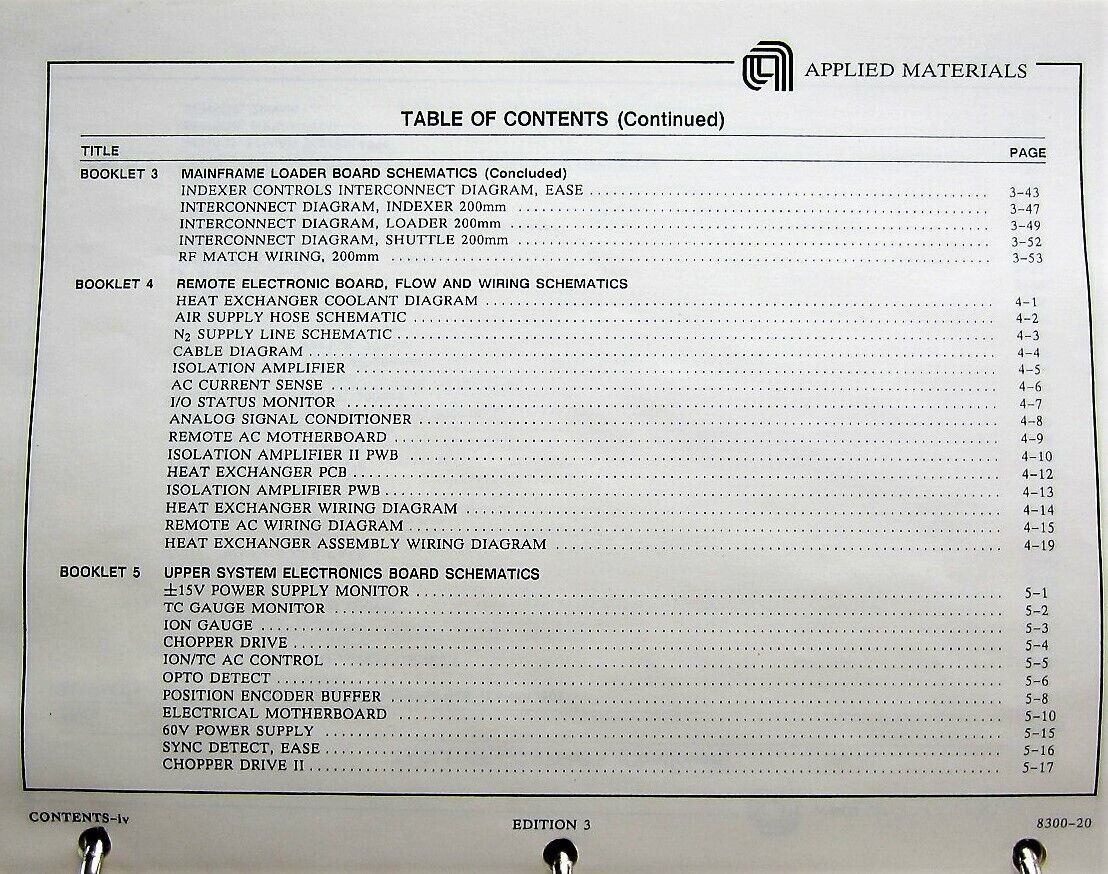 APPLIED MATERIALS
TABLE OF CONTENTS (Continued)
TITLE PAGE
BOOKLET 3 MAINFRAME LOADER BOARD SCHEMATICS (Concluded)
INDEXER CONTROLS INTERCONNECT DIAGRAM, EASE 3-43
INTERCONNECT DIAGRAM, INDEXER 200mm 3-47
INTERCONNECT DIAGRAM, LOADER 200mm 3-49
INTERCONNECT DIAGRAM, SHUTTLE 200mm 3-52
RF MATCH WIRING, 200mm 3-53
BOOKLET 4 REMOTE ELECTRONIC BOARD, FLOW AND WIRING SCHEMATICS
HEAT EXCHANGER COOLANT DIAGRAM 4-1
AIR SUPPLY HOSE SCHEMATIC 4-2
N₂ SUPPLY LINE SCHEMATIC 4-3
CABLE DIAGRAM 4-4
ISOLATION AMPLIFIER 4-5
AC CURRENT SENSE 4-6
I/O STATUS MONITOR 4-7
ANALOG SIGNAL CONDITIONER 4-8
REMOTE AC MOTHERBOARD 4-9
ISOLATION AMPLIFIER II PWB 4-10
HEAT EXCHANGER PCB 4-12
ISOLATION AMPLIFIER PWB 4-13
HEAT EXCHANGER WIRING DIAGRAM 4-14
REMOTE AC WIRING DIAGRAM 4-15
HEAT EXCHANGER ASSEMBLY WIRING DIAGRAM 4-19
BOOKLET 5 UPPER SYSTEM ELECTRONICS BOARD SCHEMATICS
±15V POWER SUPPLY MONITOR 5-1
TC GAUGE MONITOR 5-2
ION GAUGE 5-3
CHOPPER DRIVE 5-4
ION/TC AC CONTROL 5-5
OPTO DETECT 5-6
POSITION ENCODER BUFFER 5-8
ELECTRICAL MOTHERBOARD 5-10
60V POWER SUPPLY 5-15
SYNC DETECT, EASE 5-16
CHOPPER DRIVE II 5-17
CONTENTS-iv EDITION 3 8300-20